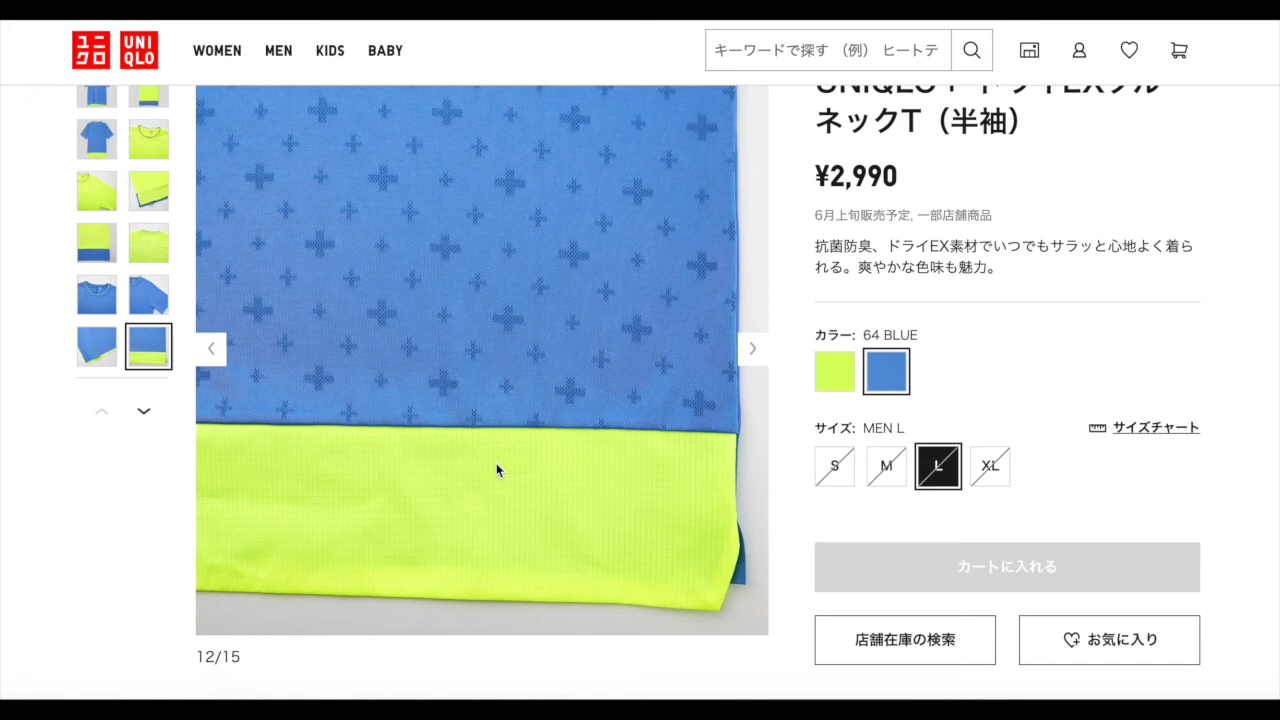 ユニ
クロ
UNI
QLO
WOMEN
MEN
KIDS
BABY
キーワードで探す （例） ヒートテ
ネックT（半袖）
¥2,990
6月上旬販売予定, 一部店舗商品
抗菌防臭、ドライEX素材でいつでもサラッと心地よく着ら
れる。爽やかな色味も魅力。
カラー: 64 BLUE
サイズ: MEN L
サイズチャート
S
M
L
XL
カートに入れる
店舗在庫の検索
お気に入り
12/15